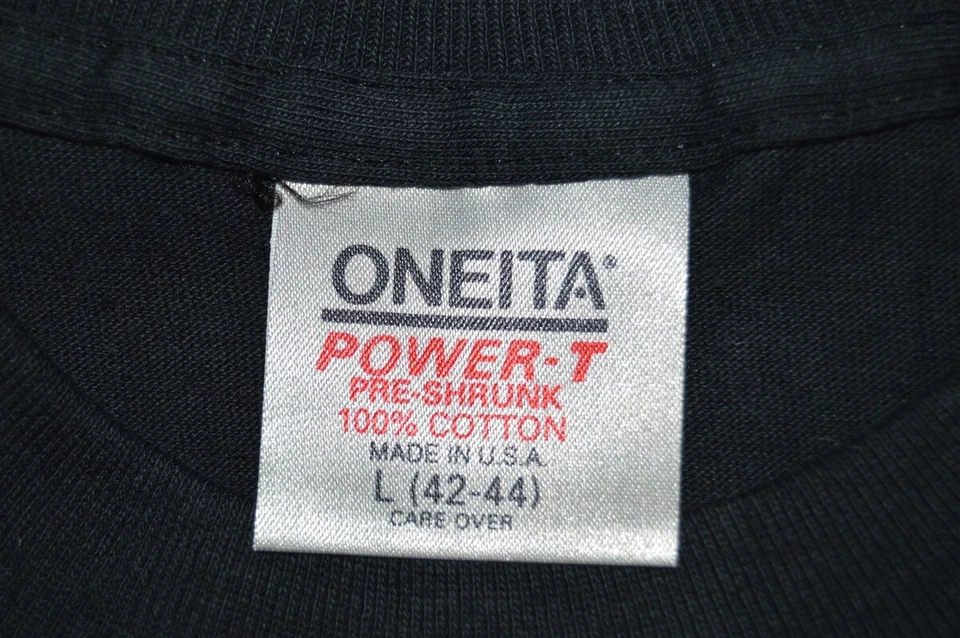 ONEITA®
POWER-T
PRE-SHRUNK
100% COTTON
MADE IN U.S.A.
L (42-44)
CARE OVER